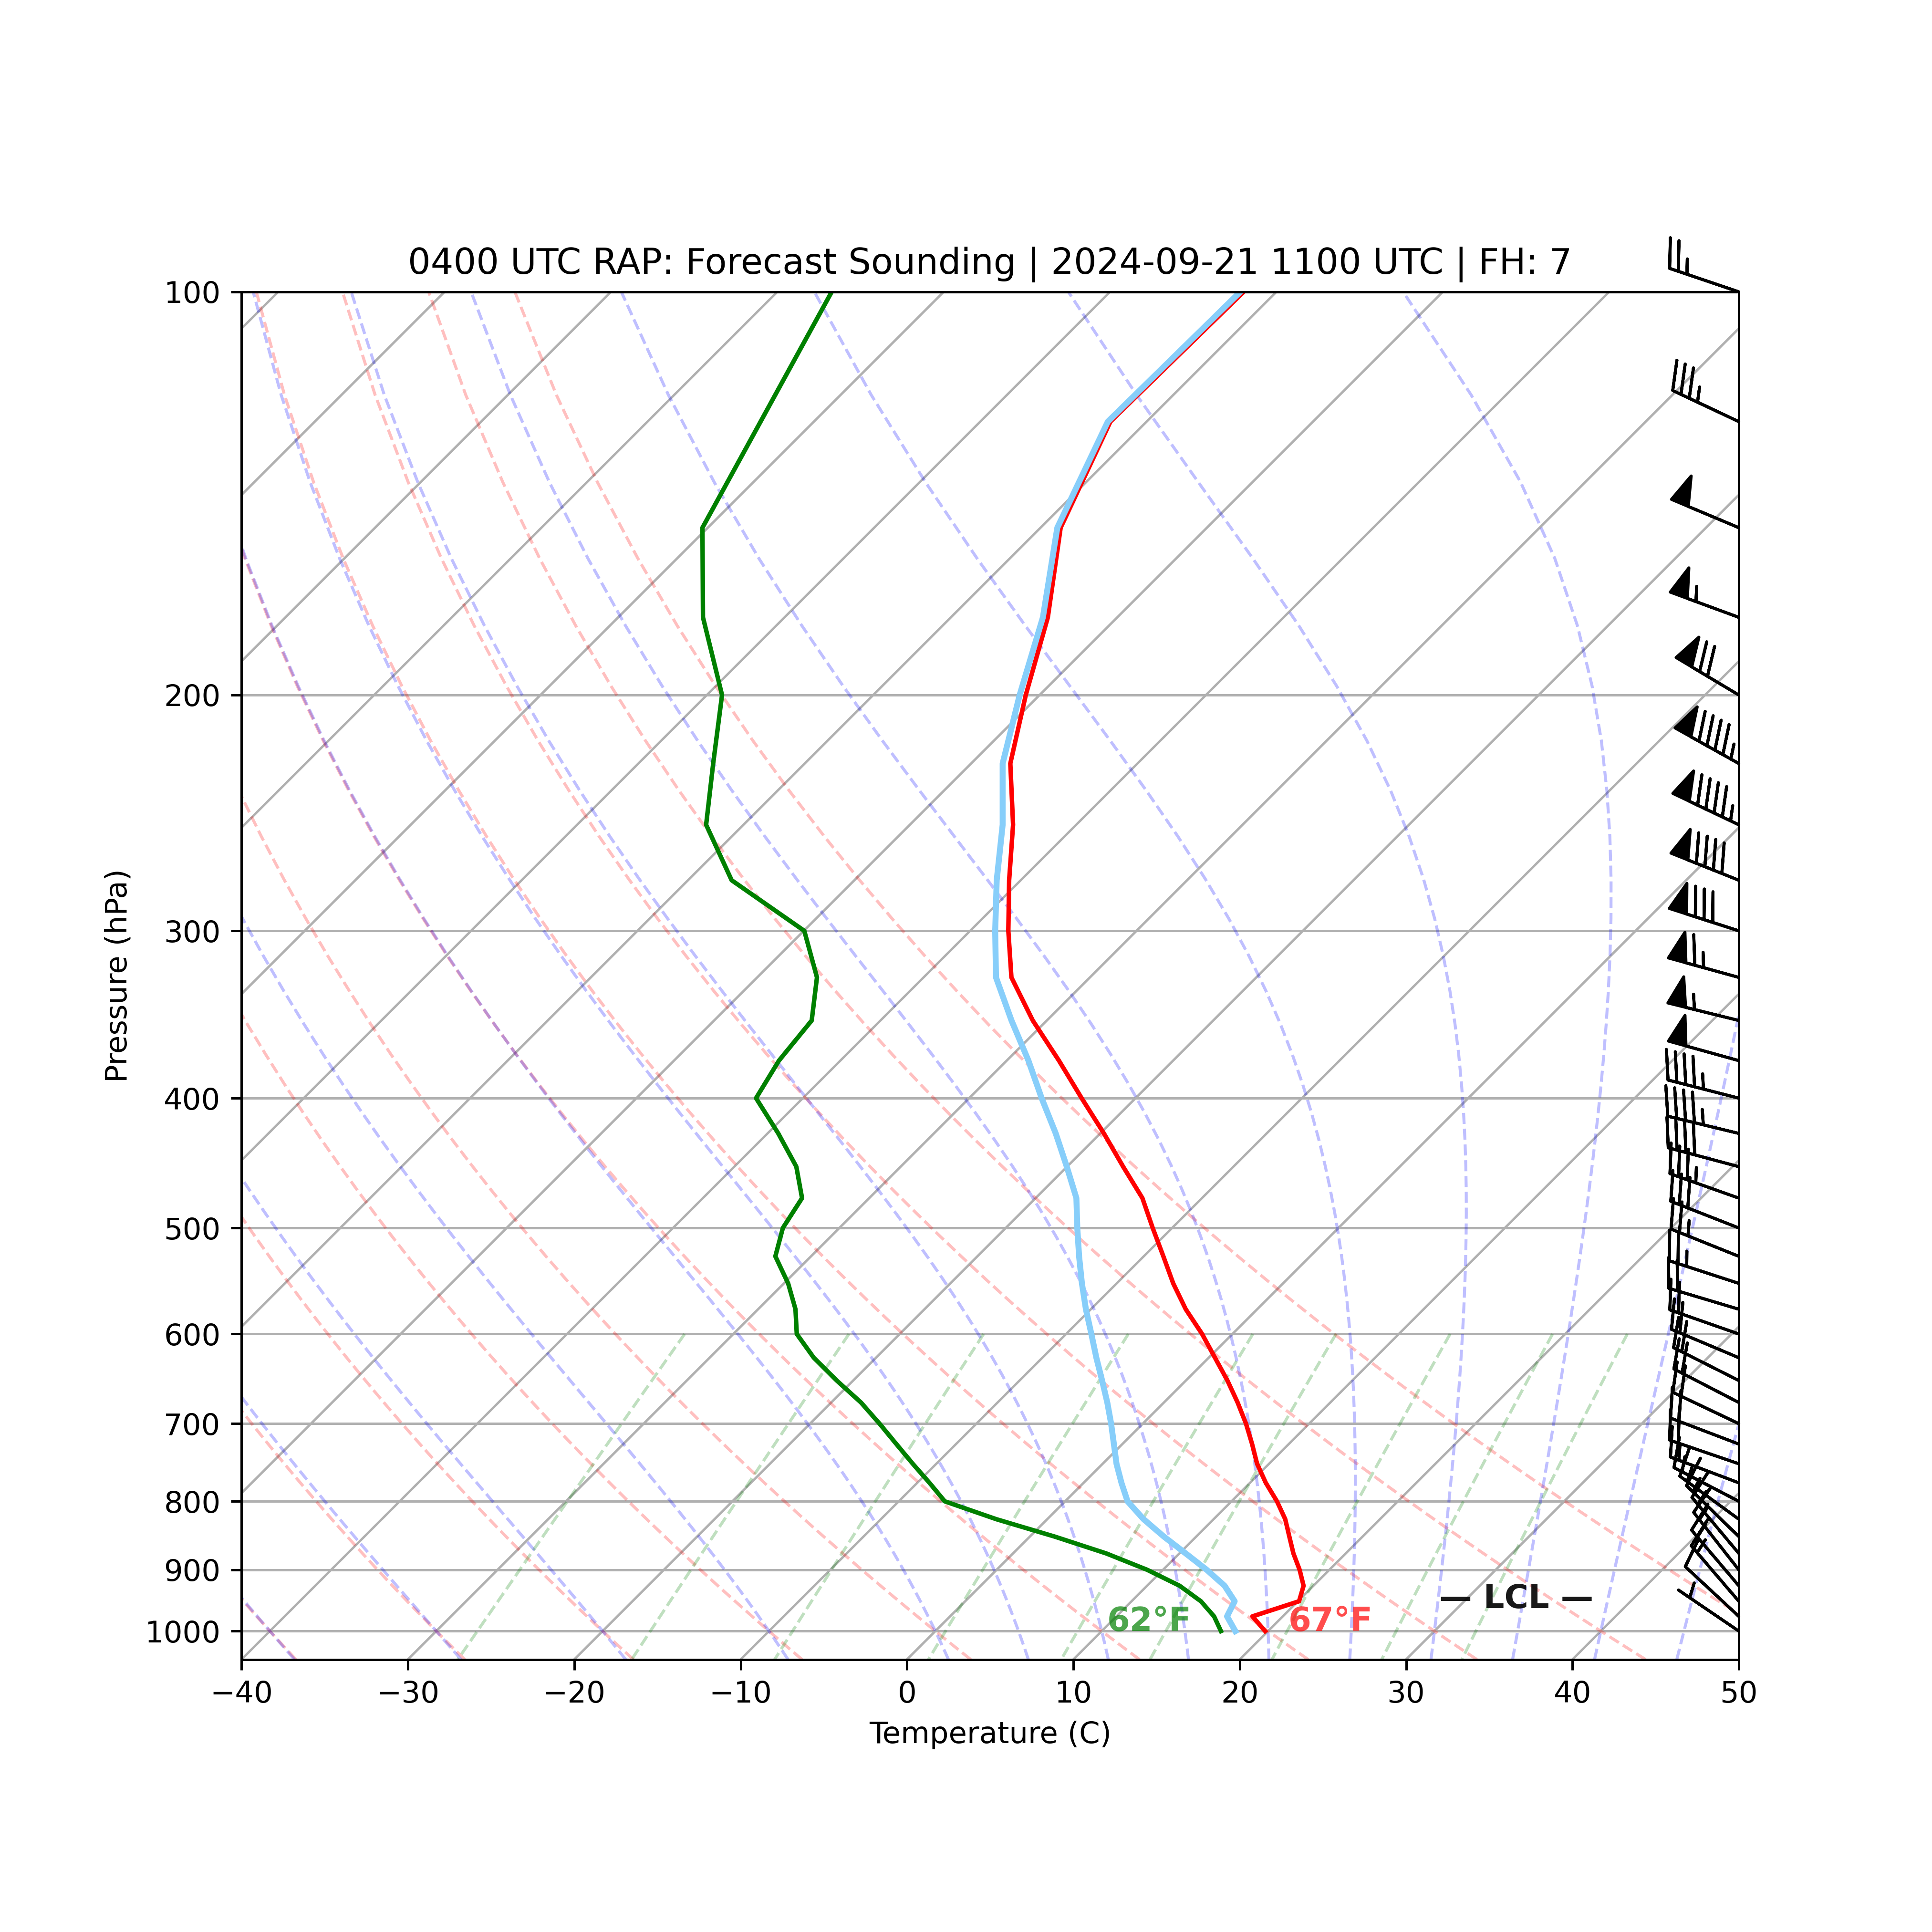 0400 UTC RAP: Forecast Sounding | 2024-09-21 1100 UTC | FH: 7
100
200
300
400
500
600
700
800
900
1000
Pressure (hPa)
62°F
67°F
— LCL —
−40 −30 −20 −10 0 10 20 30 40 50
Temperature (C)